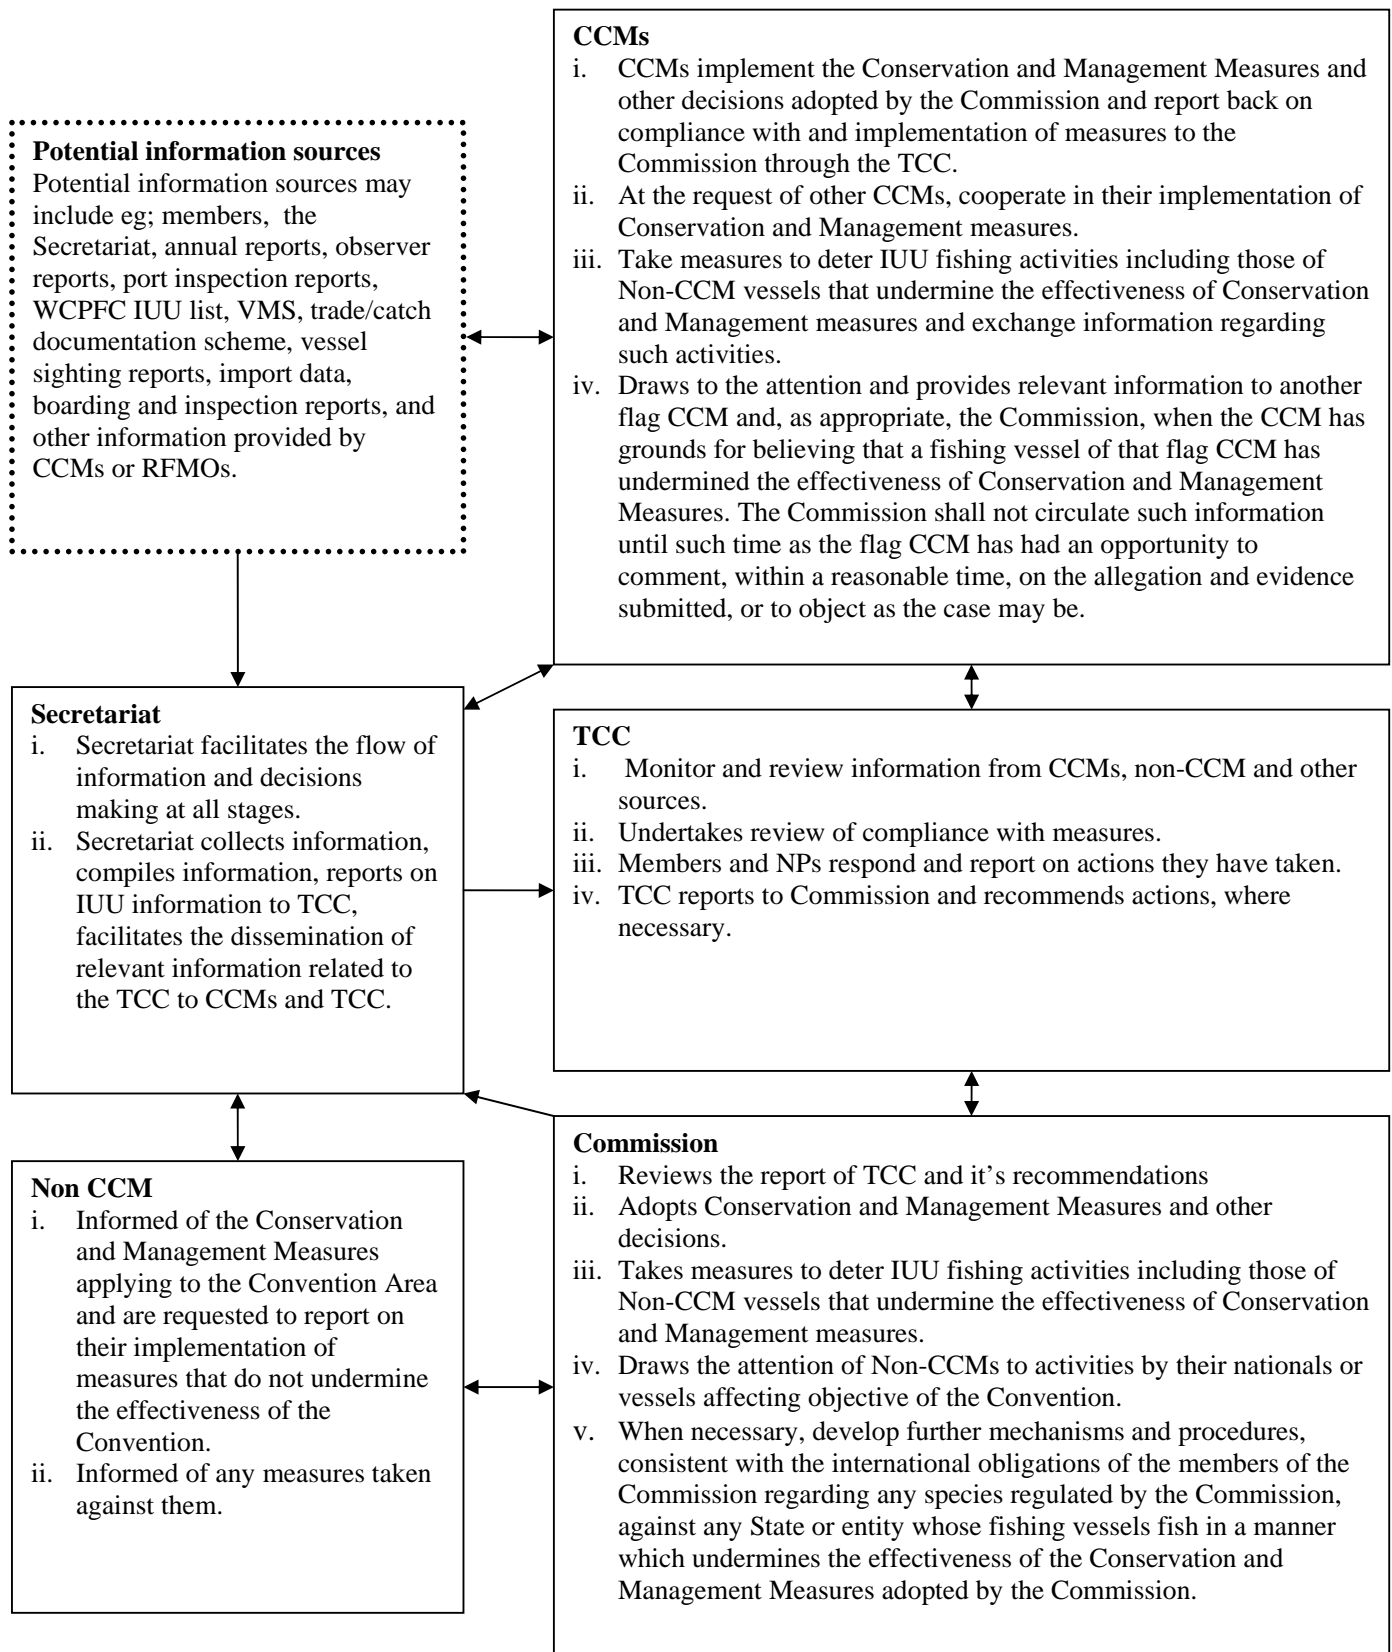 CCMs
i. CCMs implement the Conservation and Management Measures and
other decisions adopted by the Commission and report back on
compliance with and implementation of measures to the
Commission through the TCC.
ii. At the request of other CCMs, cooperate in their implementation of
Conservation and Management measures.
iii. Take measures to deter IUU fishing activities including those of
Non-CCM vessels that undermine the effectiveness of Conservation
and Management measures and exchange information regarding
such activities.
iv. Draws to the attention and provides relevant information to another
flag CCM and, as appropriate, the Commission, when the CCM has
grounds for believing that a fishing vessel of that flag CCM has
undermined the effectiveness of Conservation and Management
Measures. The Commission shall not circulate such information
until such time as the flag CCM has had an opportunity to
comment, within a reasonable time, on the allegation and evidence
submitted, or to object as the case may be.
Potential information sources
Potential information sources may
include eg; members, the
Secretariat, annual reports, observer
reports, port inspection reports,
WCPFC IUU list, VMS, trade/catch
documentation scheme, vessel
sighting reports, import data,
boarding and inspection reports, and
other information provided by
CCMs or RFMOs.
Secretariat
i. Secretariat facilitates the flow of
information and decisions
making at all stages.
ii. Secretariat collects information,
compiles information, reports on
IUU information to TCC,
facilitates the dissemination of
relevant information related to
the TCC to CCMs and TCC.
TCC
i. Monitor and review information from CCMs, non-CCM and other
sources.
ii. Undertakes review of compliance with measures.
iii. Members and NPs respond and report on actions they have taken.
iv. TCC reports to Commission and recommends actions, where
necessary.
Non CCM
i. Informed of the Conservation
and Management Measures
applying to the Convention Area
and are requested to report on
their implementation of
measures that do not undermine
the effectiveness of the
Convention.
ii. Informed of any measures taken
against them.
Commission
i. Reviews the report of TCC and it's recommendations
ii. Adopts Conservation and Management Measures and other
decisions.
iii. Takes measures to deter IUU fishing activities including those of
Non-CCM vessels that undermine the effectiveness of Conservation
and Management measures.
iv. Draws the attention of Non-CCMs to activities by their nationals or
vessels affecting objective of the Convention.
v. When necessary, develop further mechanisms and procedures,
consistent with the international obligations of the members of the
Commission regarding any species regulated by the Commission,
against any State or entity whose fishing vessels fish in a manner
which undermines the effectiveness of the Conservation and
Management Measures adopted by the Commission.